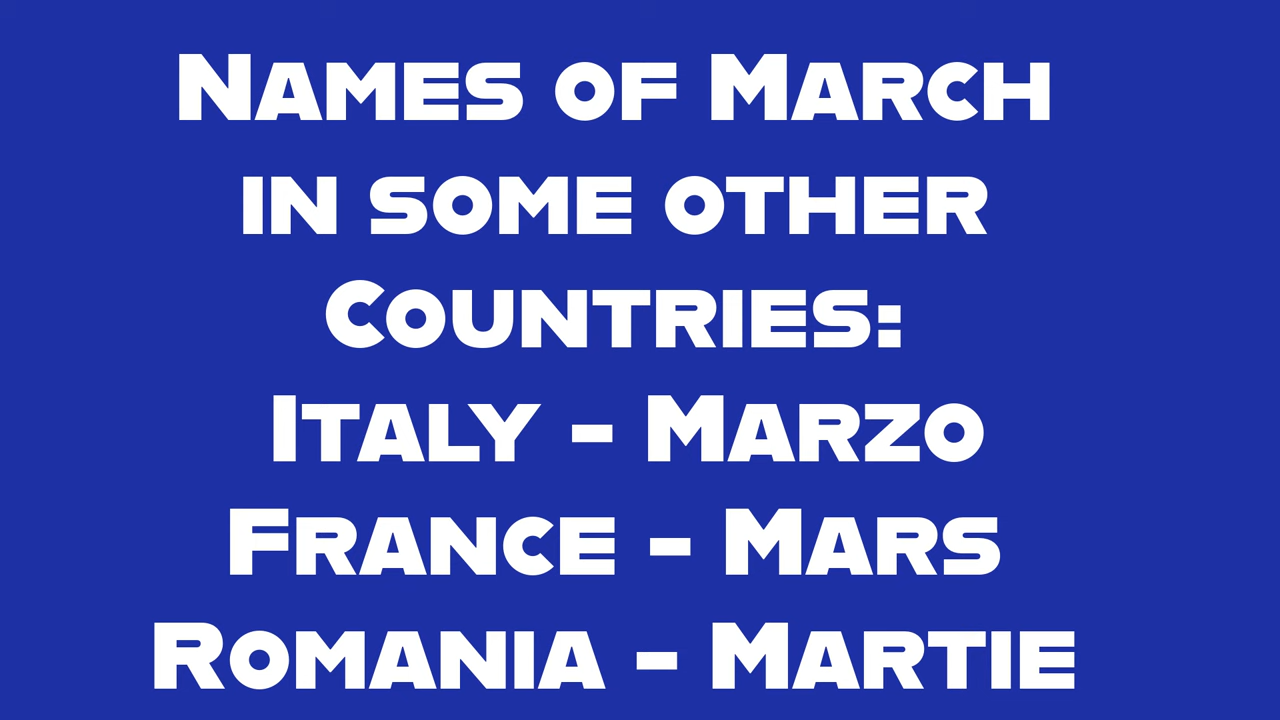 Names of March
in some other
Countries:
Italy - Marzo
France - Mars
Romania - Martie